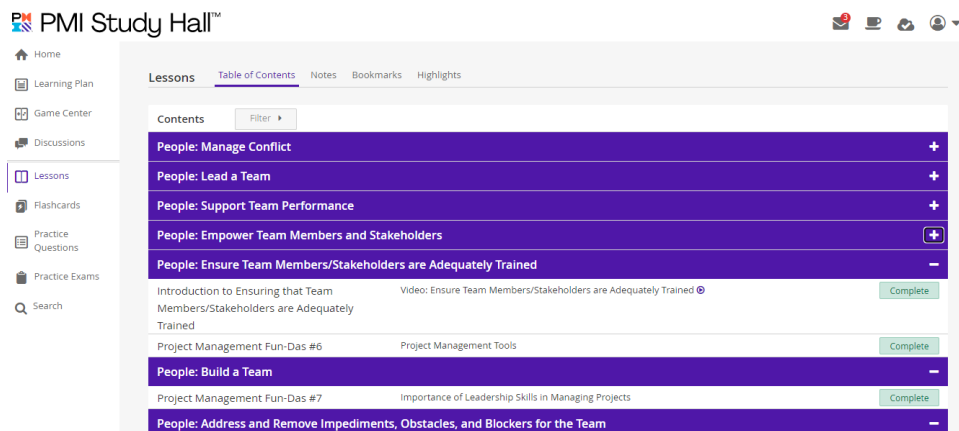 PMI Study Hall™
3
Home
Learning Plan
Game Center
Discussions
Lessons
Flashcards
Practice
Questions
Practice Exams
Search
Lessons Table of Contents Notes Bookmarks Highlights
Contents Filter
People: Manage Conflict
People: Lead a Team
People: Support Team Performance
People: Empower Team Members and Stakeholders
People: Ensure Team Members/Stakeholders are Adequately Trained
Introduction to Ensuring that Team Video: Ensure Team Members/Stakeholders are Adequately Trained Complete
Members/Stakeholders are Adequately
Trained
Project Management Fun-Das #6 Project Management Tools Complete
People: Build a Team
Project Management Fun-Das #7 Importance of Leadership Skills in Managing Projects Complete
People: Address and Remove Impediments, Obstacles, and Blockers for the Team